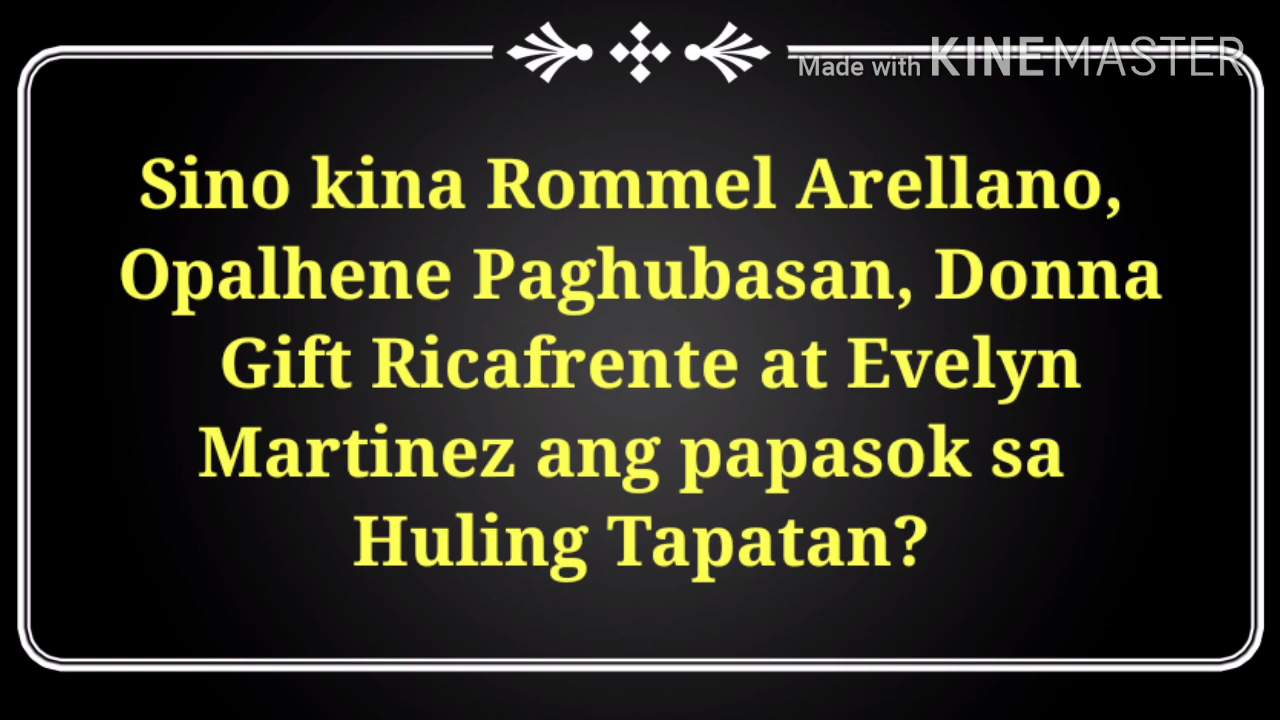 Made with KINEMASTER
Sino kina Rommel Arellano,
Opalhene Paghubasan, Donna
Gift Ricafrente at Evelyn
Martinez ang papasok sa
Huling Tapatan?